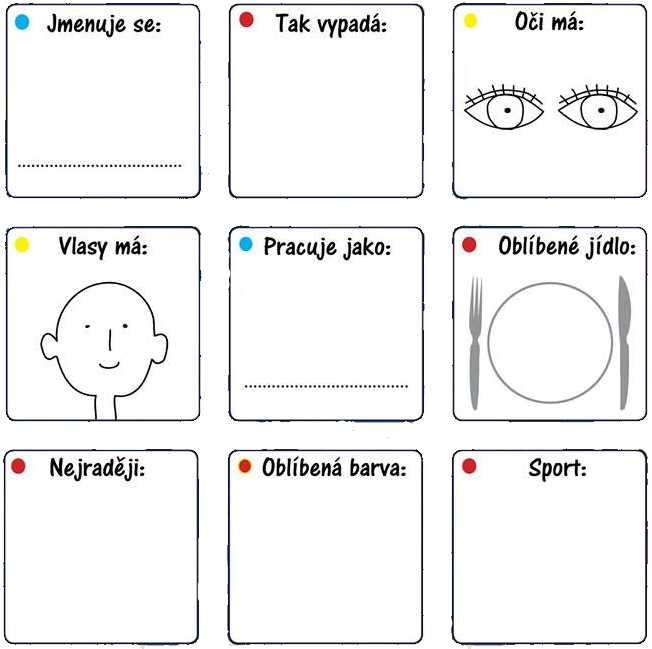 Jmenuje se:
Tak vypadá:
Oči má:
Vlasy má:
Pracuje jako:
Oblíbené jídlo:
Nejraději:
Oblíbená barva:
Sport: